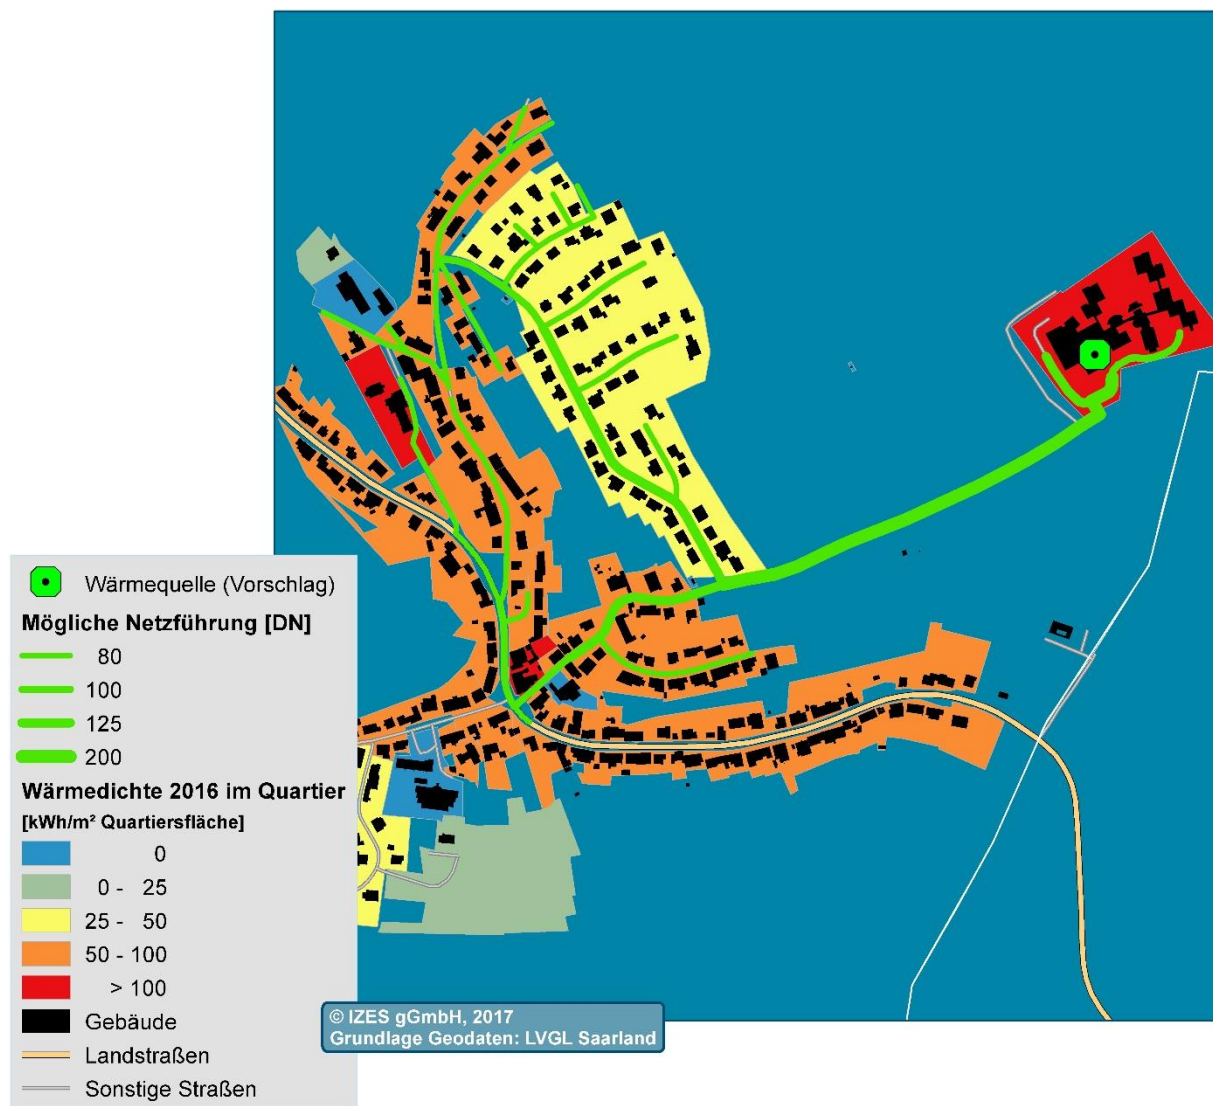 Wärmequelle (Vorschlag)
Mögliche Netzführung [DN]
80
100
125
200
Wärmedichte 2016 im Quartier
[kWh/m² Quartiersfläche]
0
0 - 25
25 - 50
50 - 100
> 100
Gebäude
Landstraßen
Sonstige Straßen
© IZES gGmbH, 2017
Grundlage Geodaten: LVGL Saarland